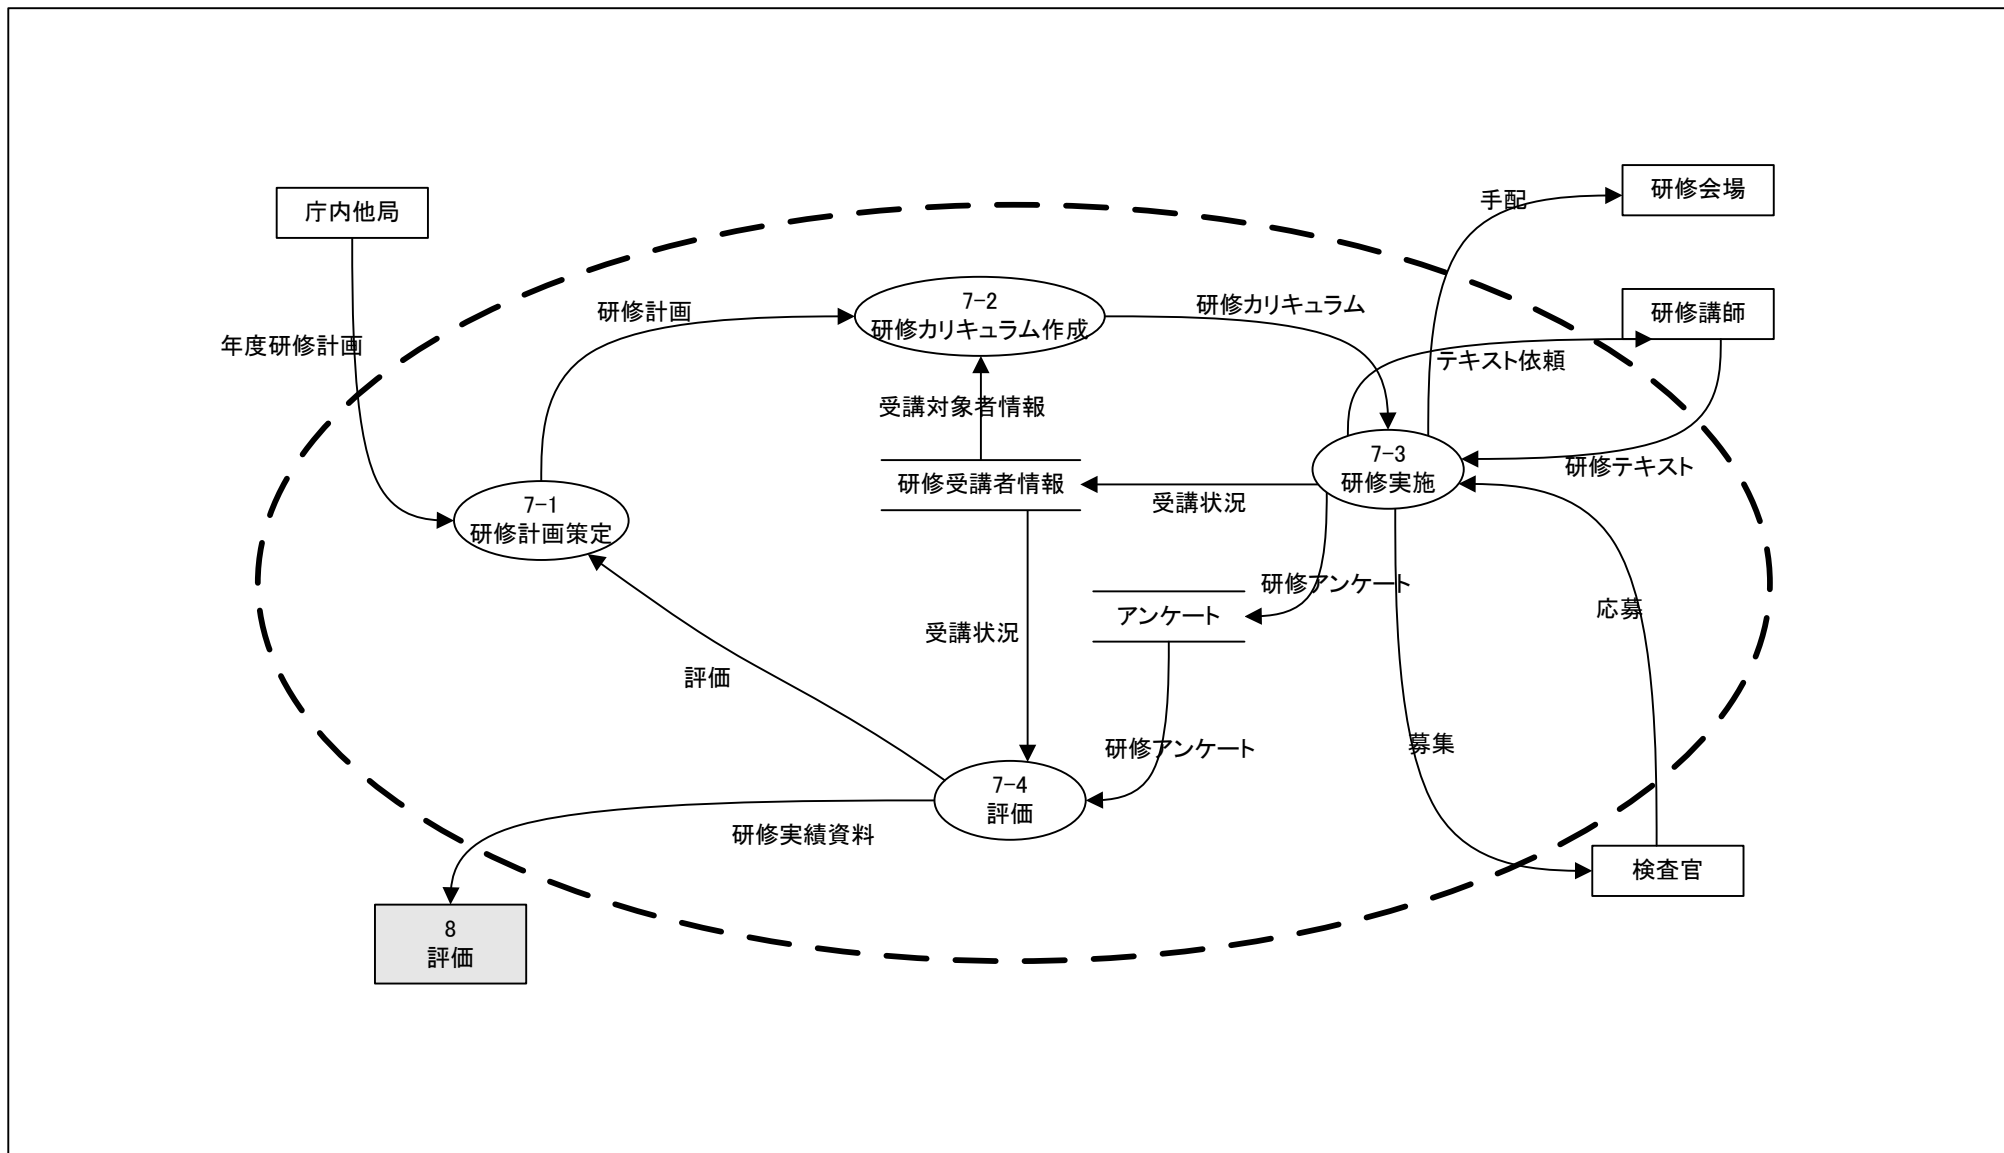 研修会場
手配
庁内他局
7-2
研修カリキュラム作成
研修カリキュラム
研修計画
研修講師
年度研修計画
テキスト依頼
受講対象者情報
7-3
研修実施
研修テキスト
研修受講者情報
受講状況
7-1
研修計画策定
研修アンケート
アンケート
応募
受講状況
評価
研修アンケート
募集
7-4
評価
研修実績資料
検査官
8
評価